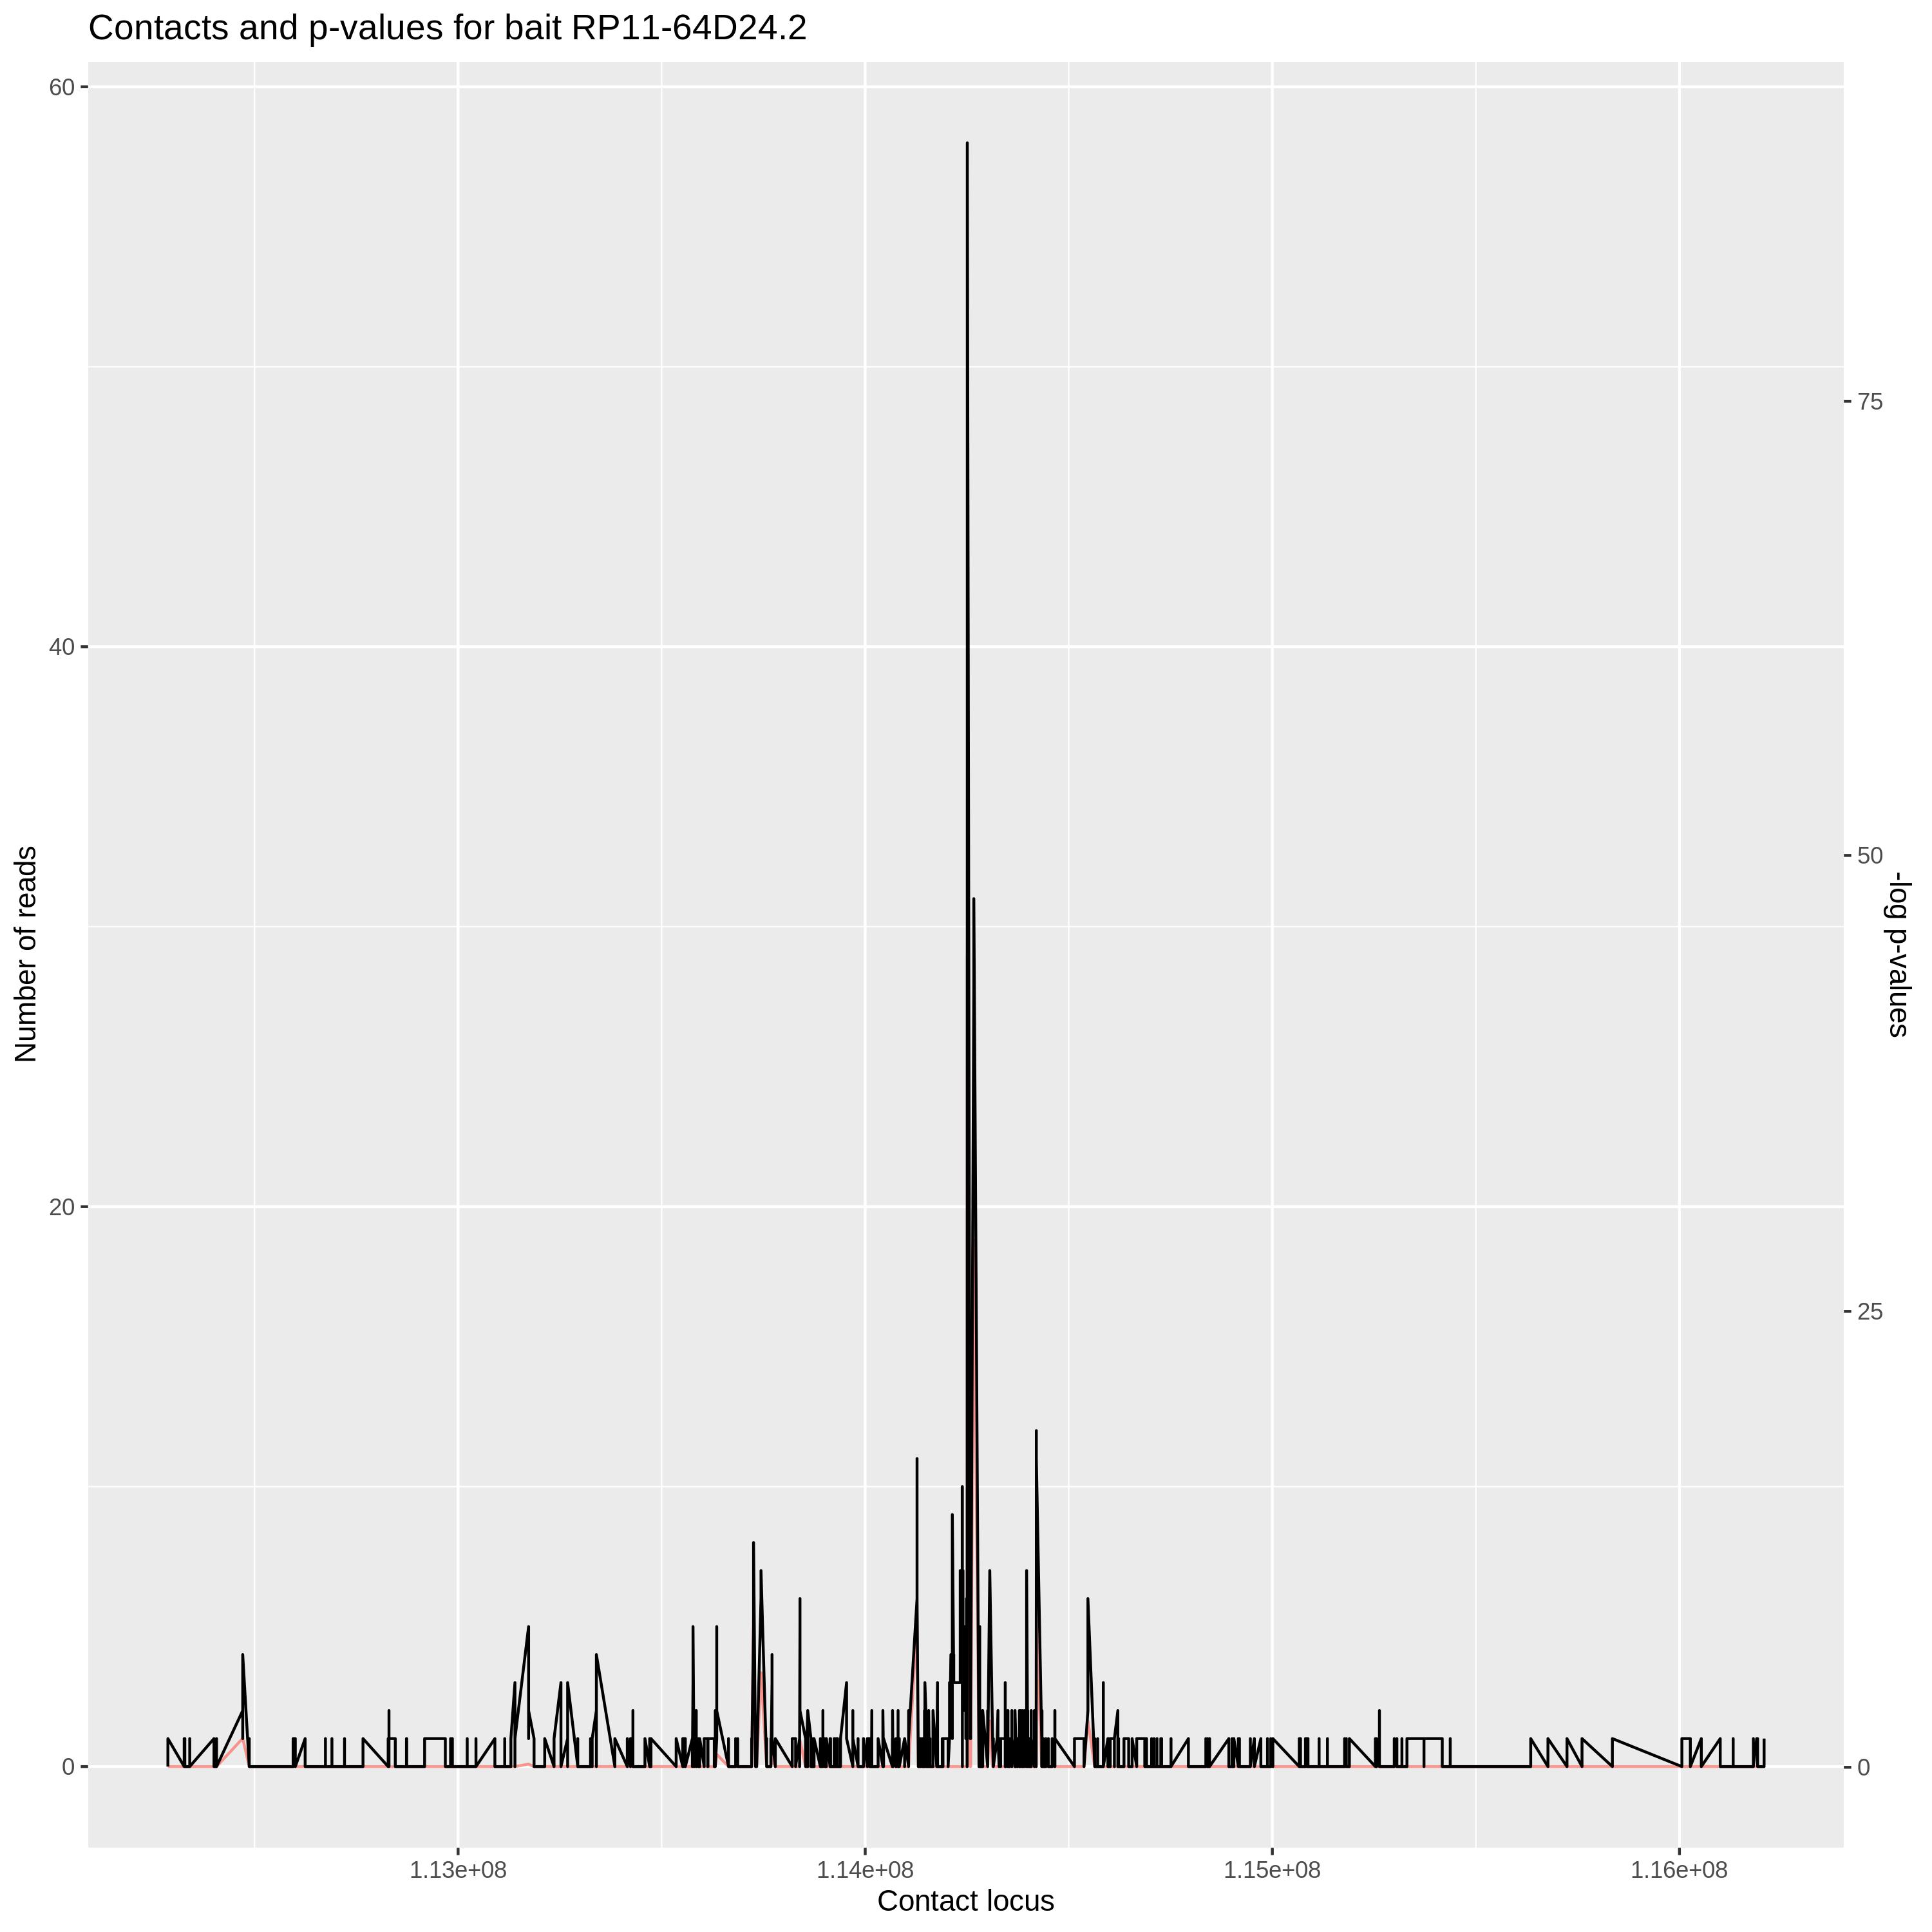 Contacts and p-values for bait RP11-64D24.2
60
40
20
0
Number of reads
75
50
25
0
-log p-values
1.13e+08
1.14e+08
1.15e+08
1.16e+08
Contact locus